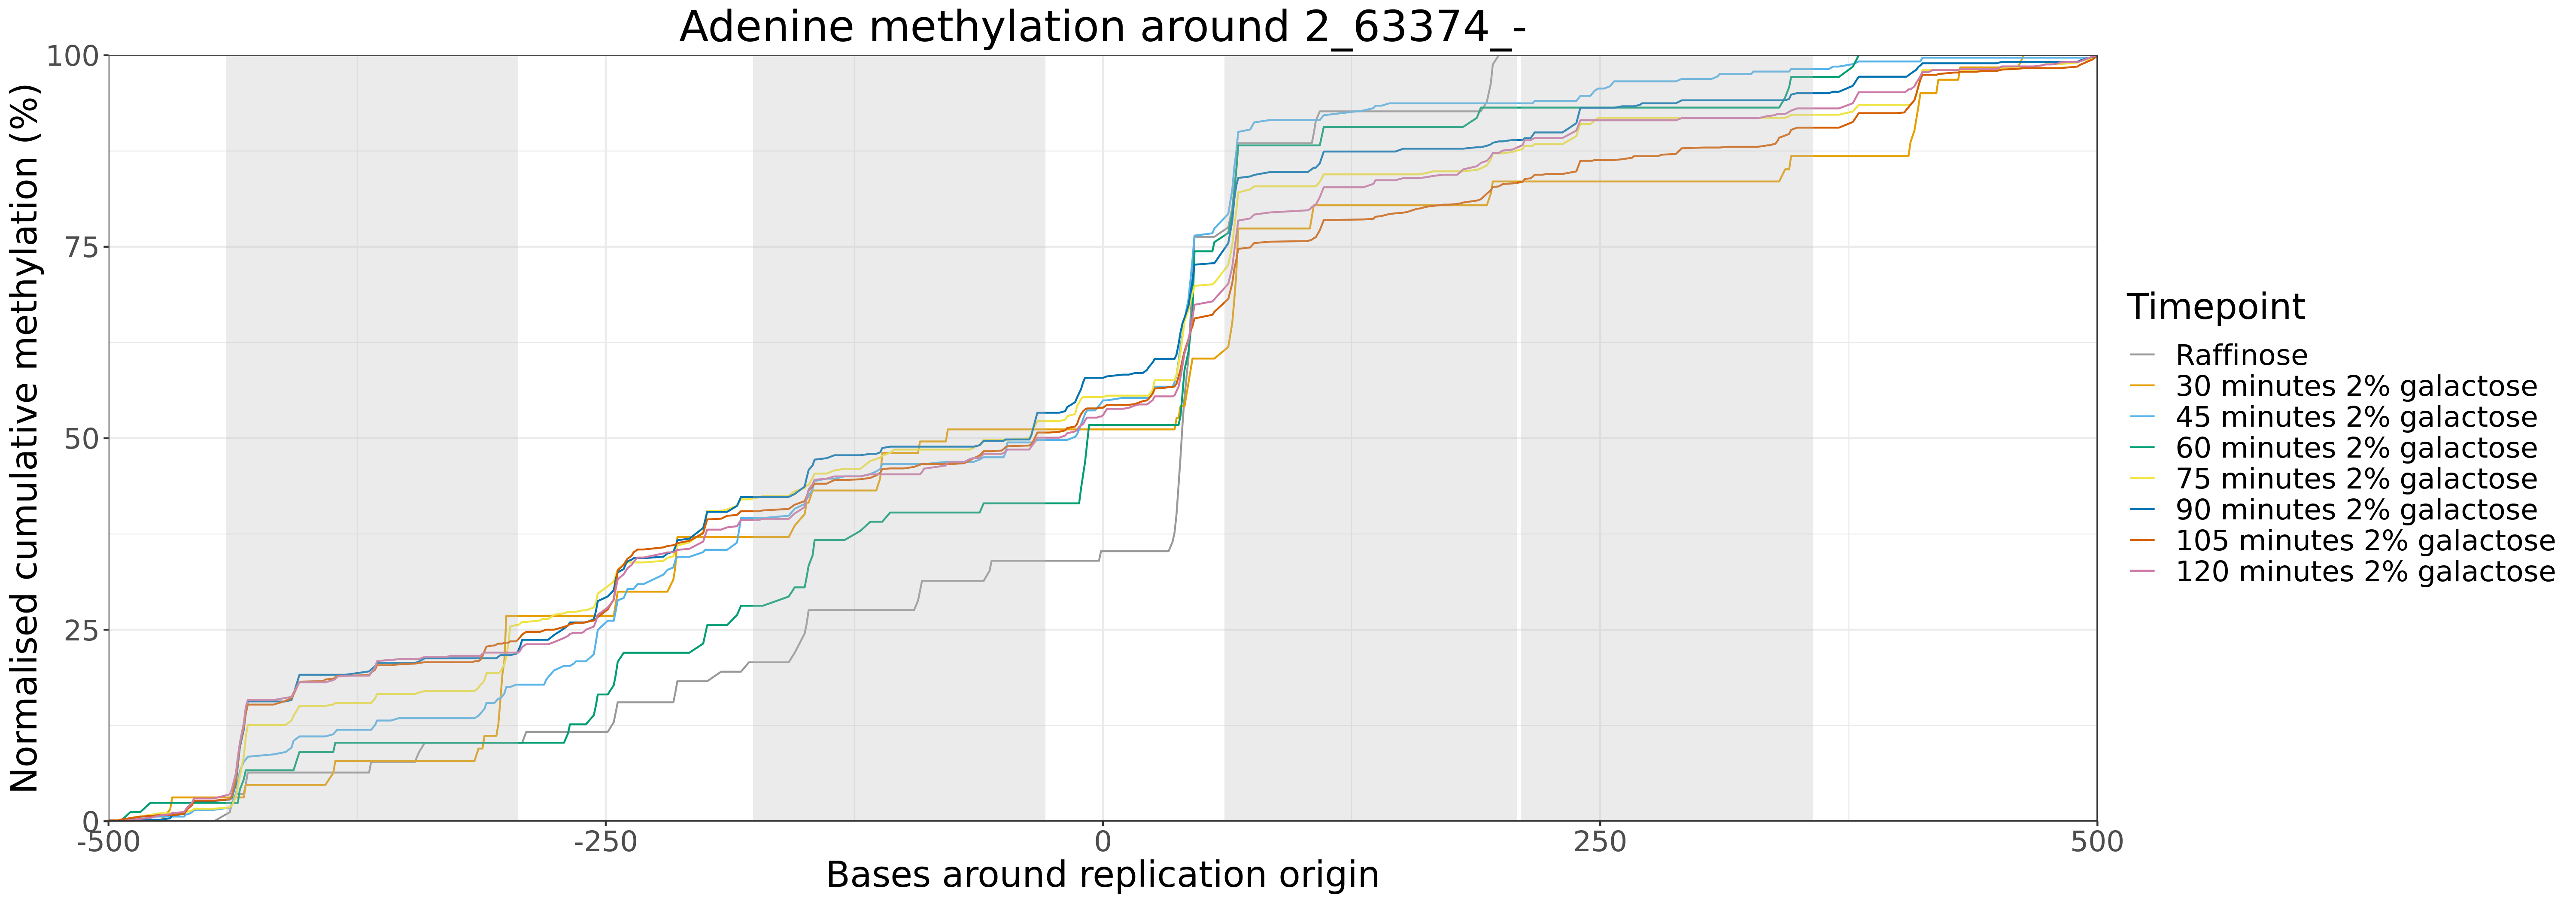 Adenine methylation around 2_63374_-
Normalised cumulative methylation (%)
100
75
50
25
0
-500
-250
0
250
500
Bases around replication origin
Timepoint
Raffinose
30 minutes 2% galactose
45 minutes 2% galactose
60 minutes 2% galactose
75 minutes 2% galactose
90 minutes 2% galactose
105 minutes 2% galactose
120 minutes 2% galactose